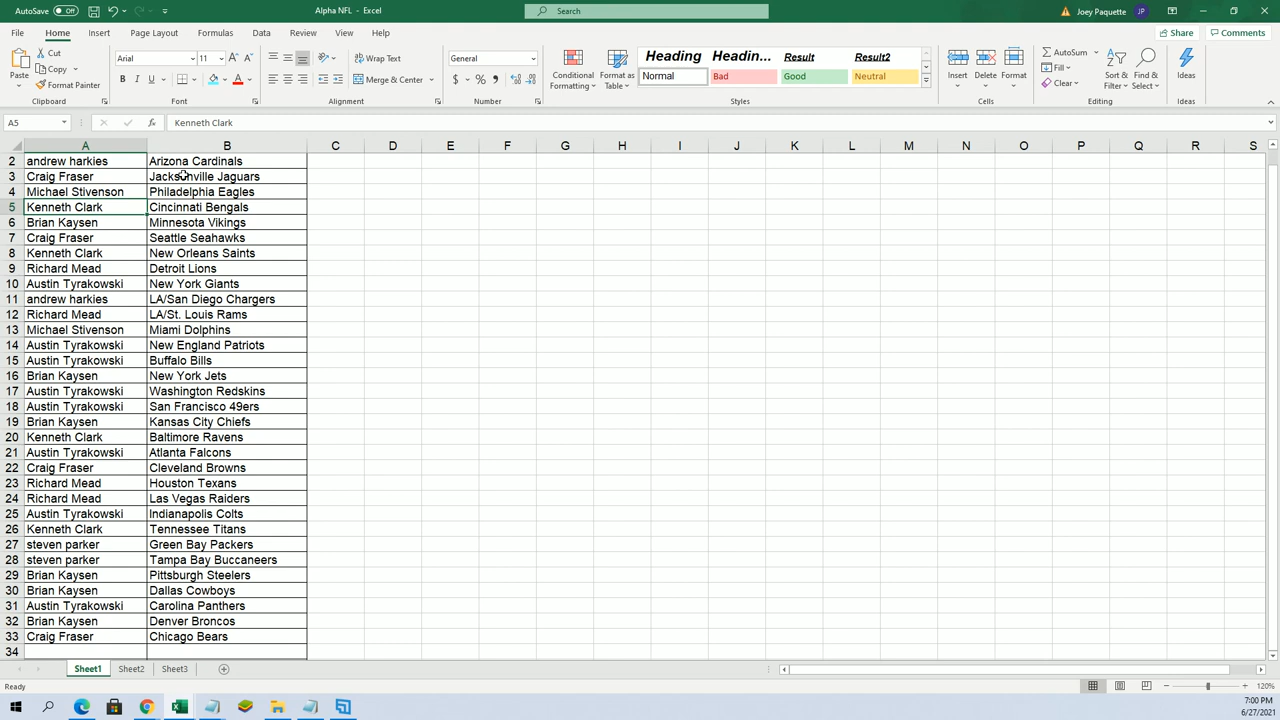 AutoSave Off Alpha NFL - Excel Search Joey Paquette JP
File Home Insert Page Layout Formulas Data Review View Help Share Comments
Paste Cut Copy Format Painter Clipboard
Arial 11 A A B I U A Font
ab Wrap Text Merge & Center Alignment
General $ % 9 Number
Conditional Formatting Format as Table
Heading Headin... Result Result2
Normal Bad Good Neutral
Styles
Insert Delete Format Cells
AutoSum Fill Clear Sort & Filter Find & Select Editing
Ideas Ideas
A5 fx Kenneth Clark
A B C D E F G H I J K L M N O P Q R S
2 andrew harkies Arizona Cardinals
3 Craig Fraser Jacksonville Jaguars
4 Michael Stivenson Philadelphia Eagles
5 Kenneth Clark Cincinnati Bengals
6 Brian Kaysen Minnesota Vikings
7 Craig Fraser Seattle Seahawks
8 Kenneth Clark New Orleans Saints
9 Richard Mead Detroit Lions
10 Austin Tyrakowski New York Giants
11 andrew harkies LA/San Diego Chargers
12 Richard Mead LA/St. Louis Rams
13 Michael Stivenson Miami Dolphins
14 Austin Tyrakowski New England Patriots
15 Austin Tyrakowski Buffalo Bills
16 Brian Kaysen New York Jets
17 Austin Tyrakowski Washington Redskins
18 Austin Tyrakowski San Francisco 49ers
19 Brian Kaysen Kansas City Chiefs
20 Kenneth Clark Baltimore Ravens
21 Austin Tyrakowski Atlanta Falcons
22 Craig Fraser Cleveland Browns
23 Richard Mead Houston Texans
24 Richard Mead Las Vegas Raiders
25 Austin Tyrakowski Indianapolis Colts
26 Kenneth Clark Tennessee Titans
27 steven parker Green Bay Packers
28 steven parker Tampa Bay Buccaneers
29 Brian Kaysen Pittsburgh Steelers
30 Brian Kaysen Dallas Cowboys
31 Austin Tyrakowski Carolina Panthers
32 Brian Kaysen Denver Broncos
33 Craig Fraser Chicago Bears
34
Sheet1 Sheet2 Sheet3
Ready 120%
7:00 PM
6/27/2021